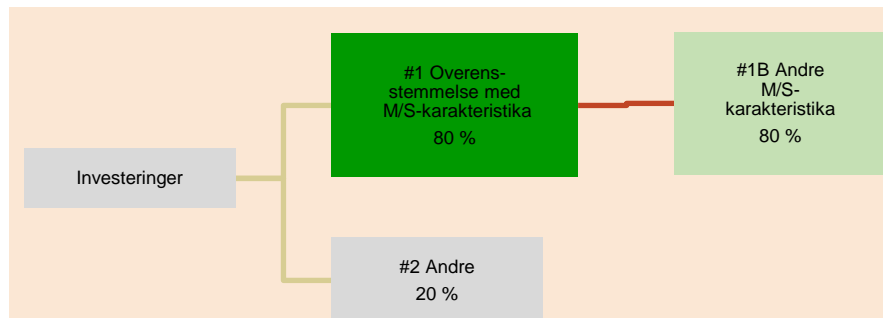 Investeringer
#1 Overens-
stemmelse med
M/S-karakteristika
80 %
#1B Andre
M/S-
karakteristika
80 %
#2 Andre
20 %